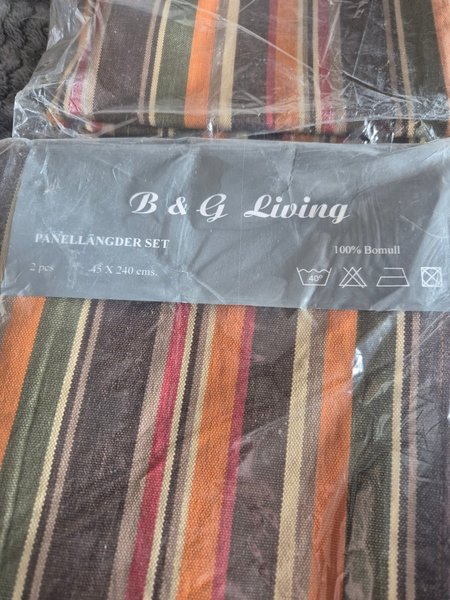 B & G Living
PANELLÄNGDER SET
100% Bomull
2 pcs
45 X 240 cms.
40°